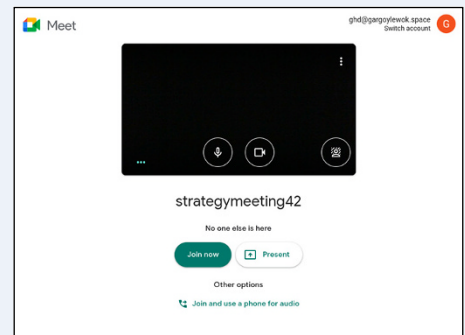 Meet
ghd@gargoylewok.space
Switch account
G
strategymeeting42
No one else is here
Join now
Present
Other options
Join and use a phone for audio